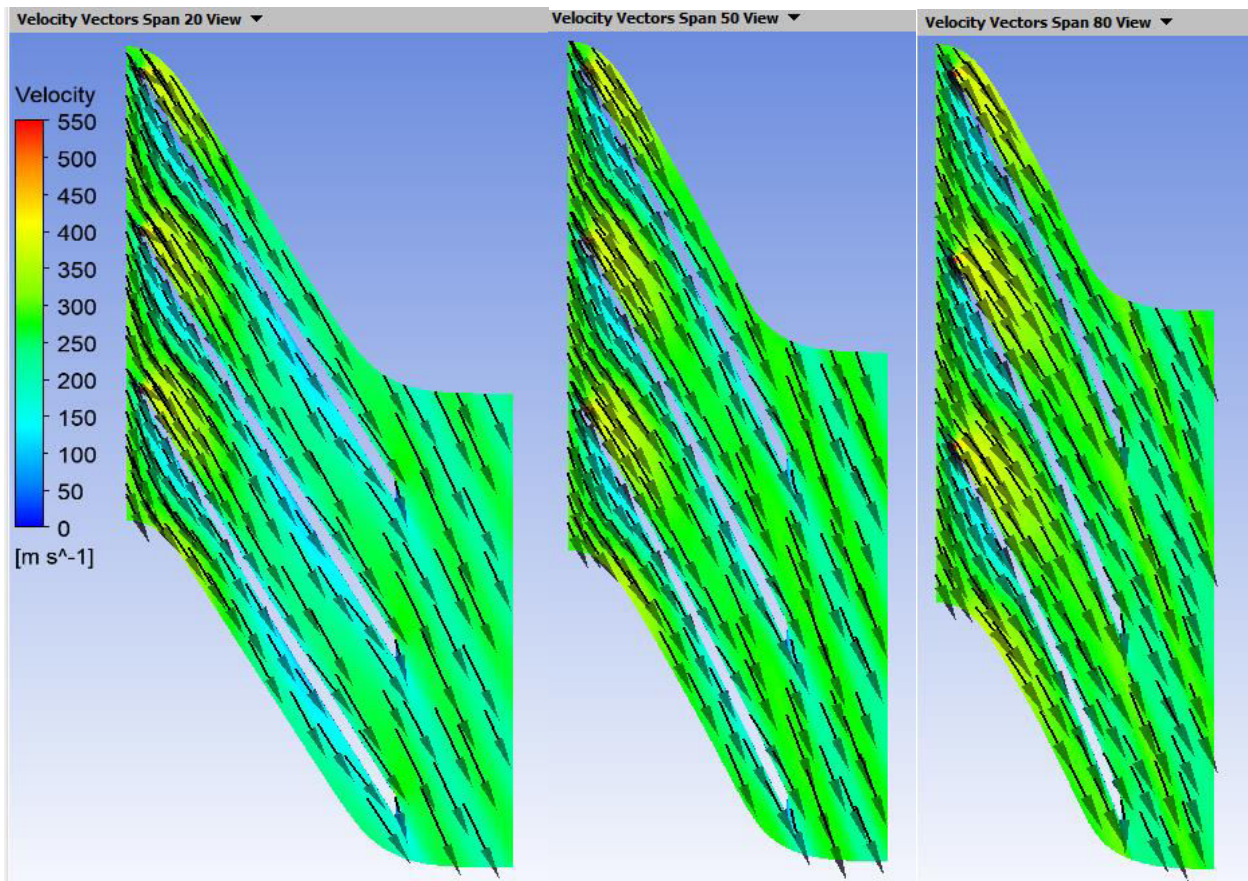 Velocity Vectors Span 20 View
Velocity Vectors Span 50 View
Velocity Vectors Span 80 View
Velocity
550
500
450
400
350
300
250
200
150
100
50
0
[m s^-1]